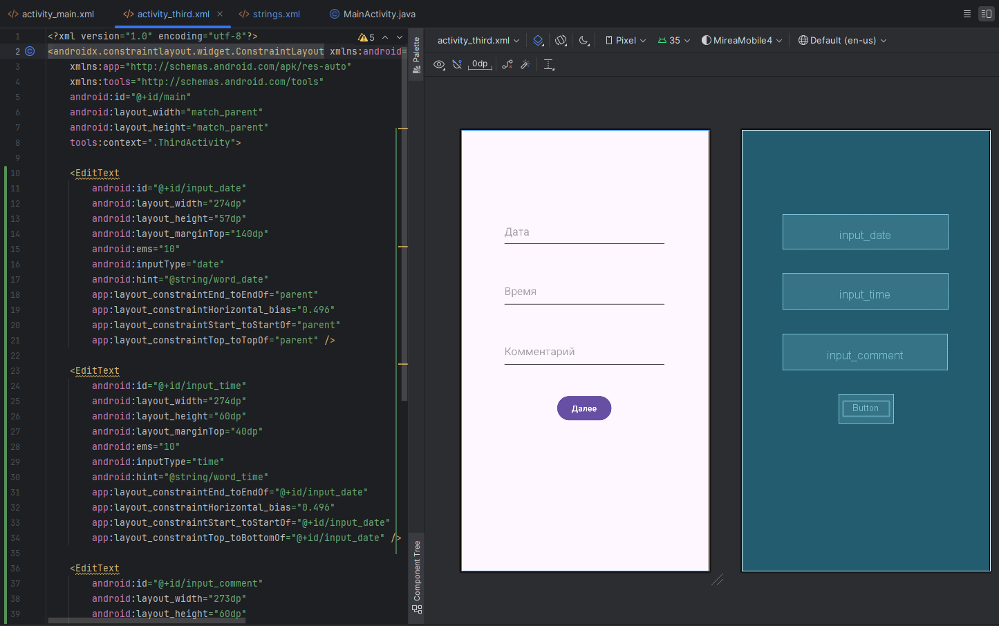 activity_main.xml
activity_third.xml
strings.xml
MainActivity.java
1 <?xml version="1.0" encoding="utf-8"?>
5
2 <androidx.constraintlayout.widget.ConstraintLayout xmlns:android=
3 xmlns:app="http://schemas.android.com/apk/res-auto"
4 xmlns:tools="http://schemas.android.com/tools"
5 android:id="@+id/main"
6 android:layout_width="match_parent"
7 android:layout_height="match_parent"
8 tools:context=".ThirdActivity">
9
10 <EditText
11 android:id="@+id/input_date"
12 android:layout_width="274dp"
13 android:layout_height="57dp"
14 android:layout_marginTop="140dp"
15 android:ems="10"
16 android:inputType="date"
17 android:hint="@string/word_date"
18 app:layout_constraintEnd_toEndOf="parent"
19 app:layout_constraintHorizontal_bias="0.496"
20 app:layout_constraintStart_toStartOf="parent"
21 app:layout_constraintTop_toTopOf="parent" />
22
23 <EditText
24 android:id="@+id/input_time"
25 android:layout_width="274dp"
26 android:layout_height="60dp"
27 android:layout_marginTop="40dp"
28 android:ems="10"
29 android:inputType="time"
30 android:hint="@string/word_time"
31 app:layout_constraintEnd_toEndOf="@+id/input_date"
32 app:layout_constraintHorizontal_bias="0.496"
33 app:layout_constraintStart_toStartOf="@+id/input_date"
34 app:layout_constraintTop_toBottomOf="@+id/input_date" />
35
36 <EditText
37 android:id="@+id/input_comment"
38 android:layout_width="273dp"
39 android:layout_height="60dp"
Palette
Component Tree
activity_third.xml
Pixel
35
MireaMobile4
Default (en-us)
0dp
Дата
Время
Комментарий
Далее
input_date
input_time
input_comment
Button